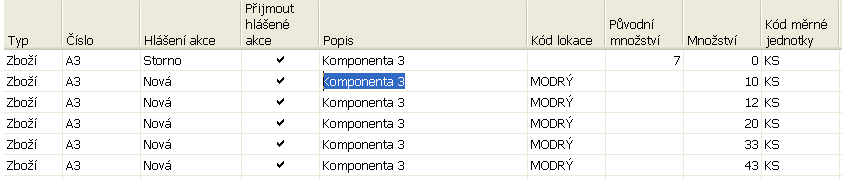 Typ Číslo Hlášení akce Přijmout hlášené akce Popis Kód lokace Původní množství Množství Kód měrné jednotky
Zboží A3 Storno ✔ Komponenta 3 7 0 KS
Zboží A3 Nová ✔ Komponenta 3 MODRÝ 10 KS
Zboží A3 Nová ✔ Komponenta 3 MODRÝ 12 KS
Zboží A3 Nová ✔ Komponenta 3 MODRÝ 20 KS
Zboží A3 Nová ✔ Komponenta 3 MODRÝ 33 KS
Zboží A3 Nová ✔ Komponenta 3 MODRÝ 43 KS